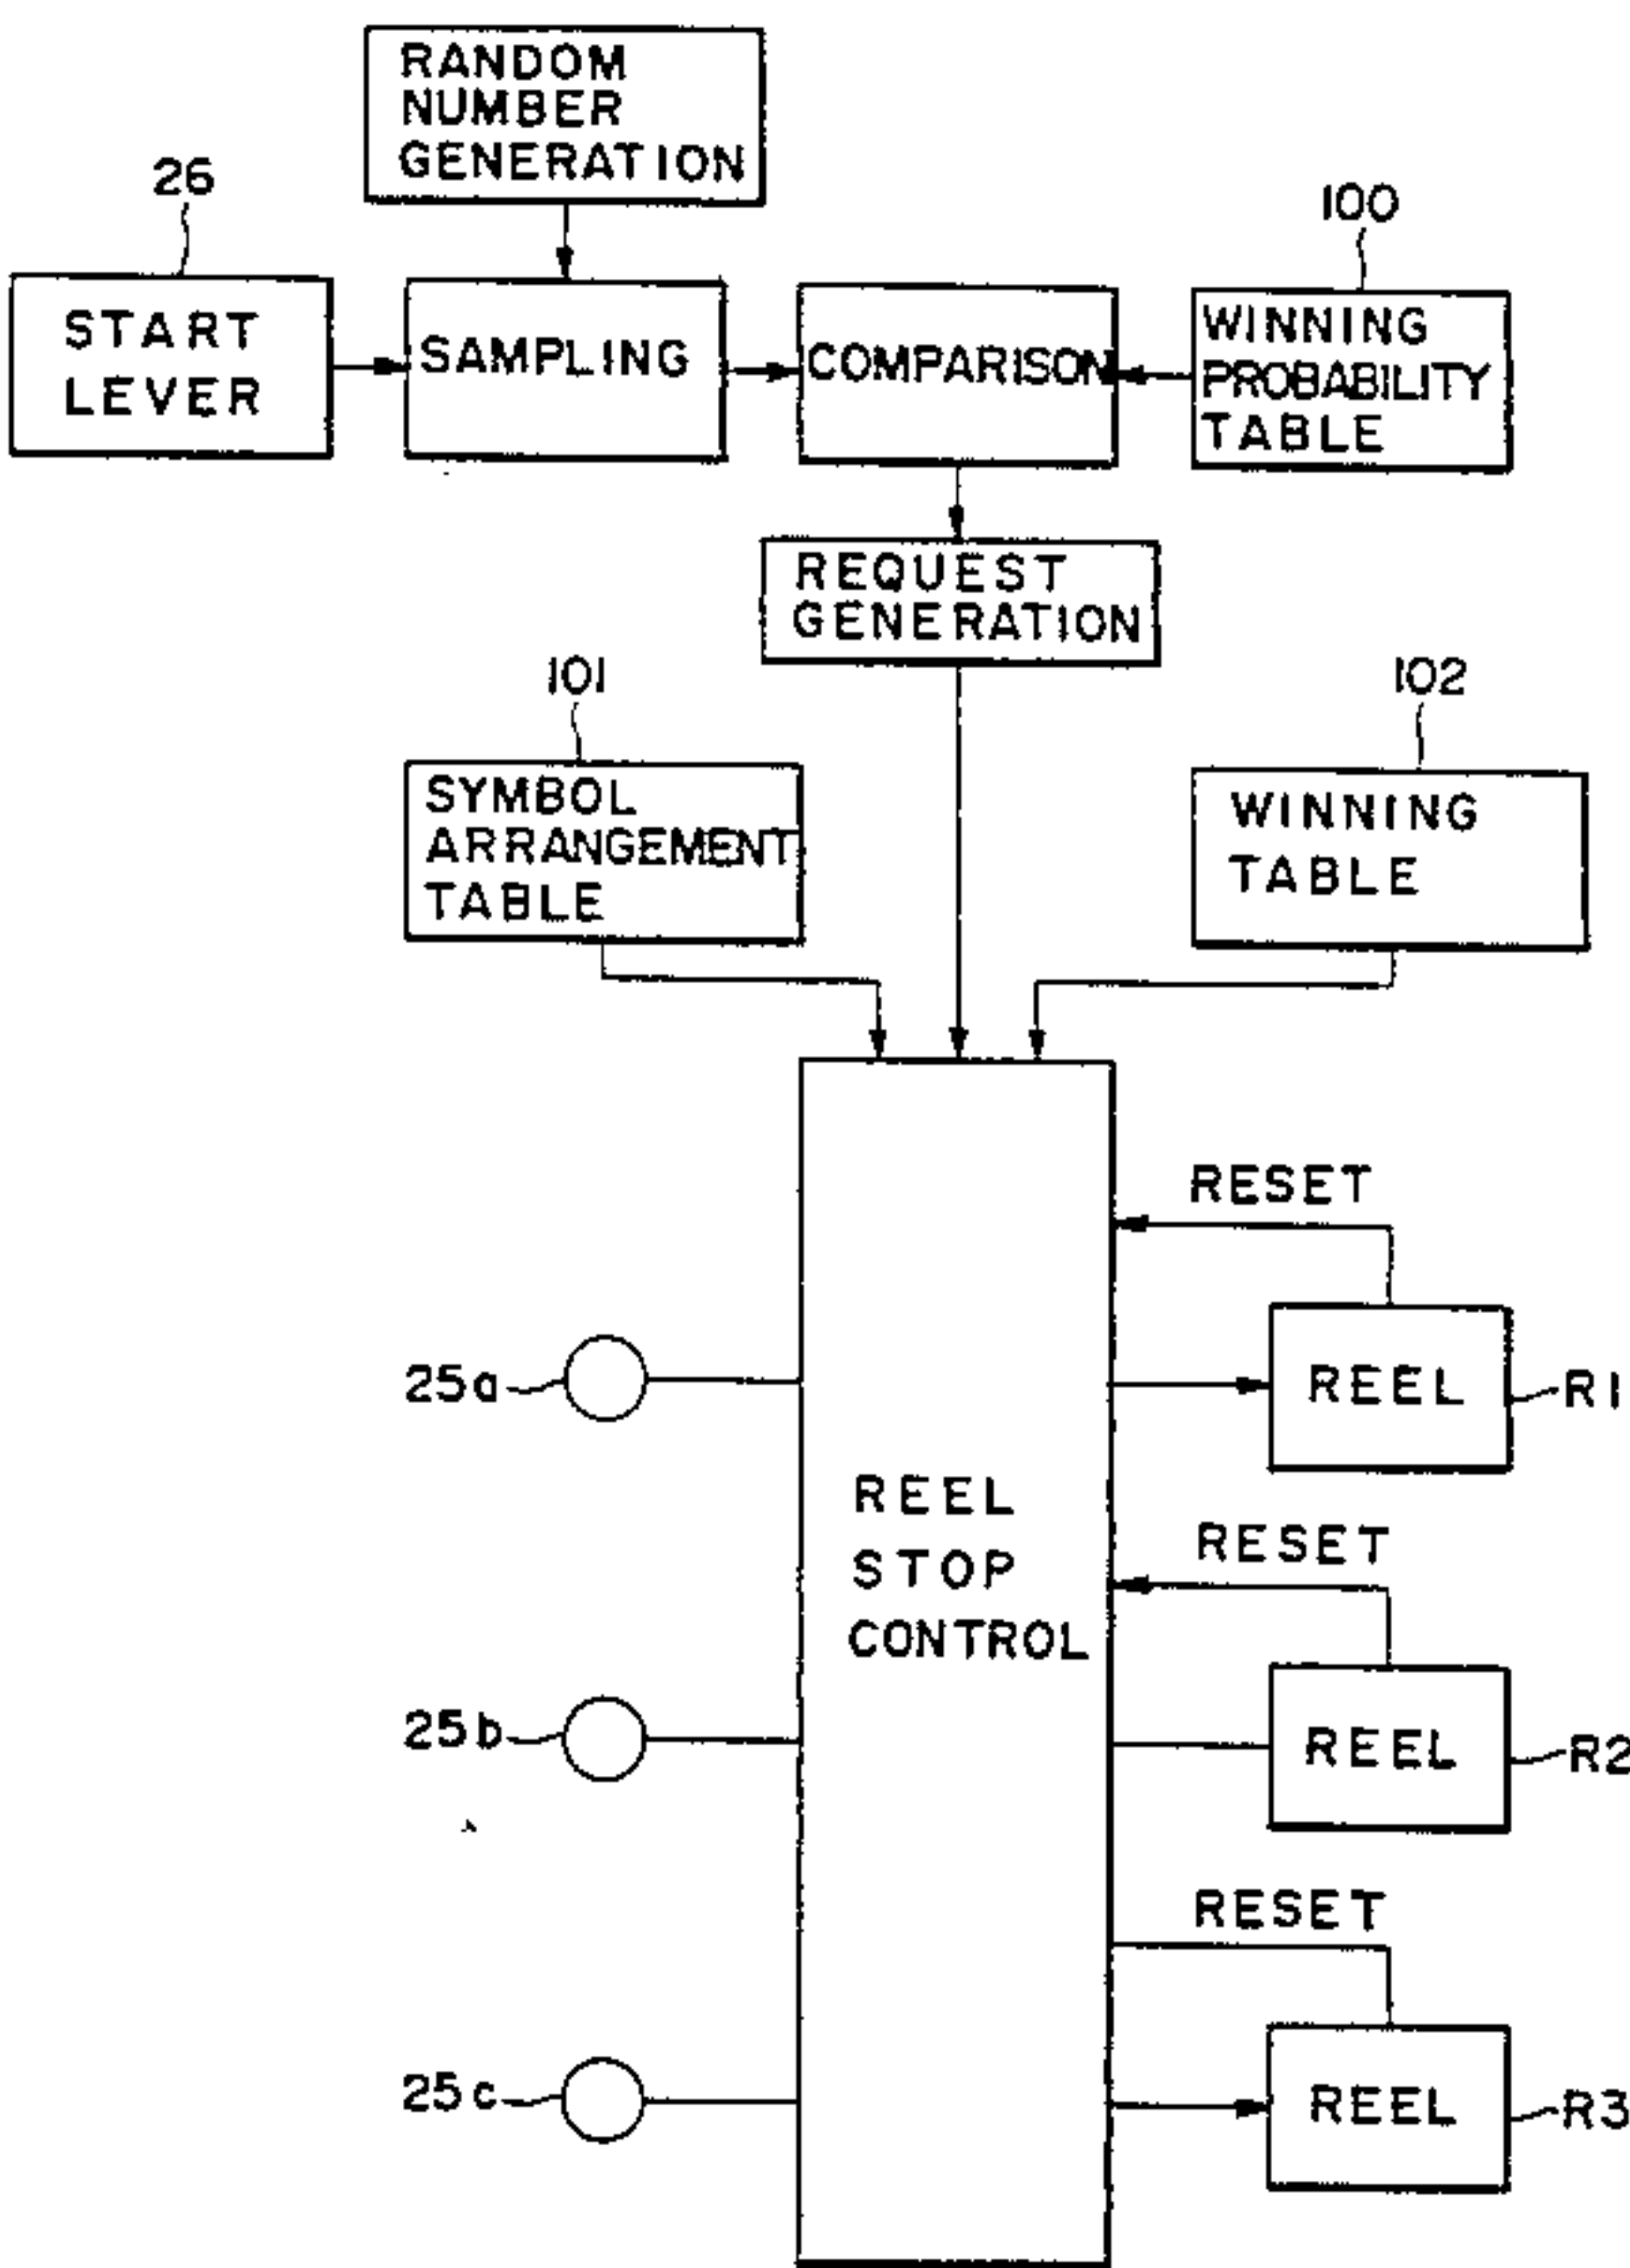 RANDOM
NUMBER
GENERATION
26
100
START
LEVER
SAMPLING
COMPARISON
WINNING
PROBABILITY
TABLE
REQUEST
GENERATION
101
102
SYMBOL
ARRANGEMENT
TABLE
WINNING
TABLE
RESET
25a
REEL
R1
REEL
STOP
CONTROL
RESET
25b
REEL
R2
RESET
25c
REEL
R3